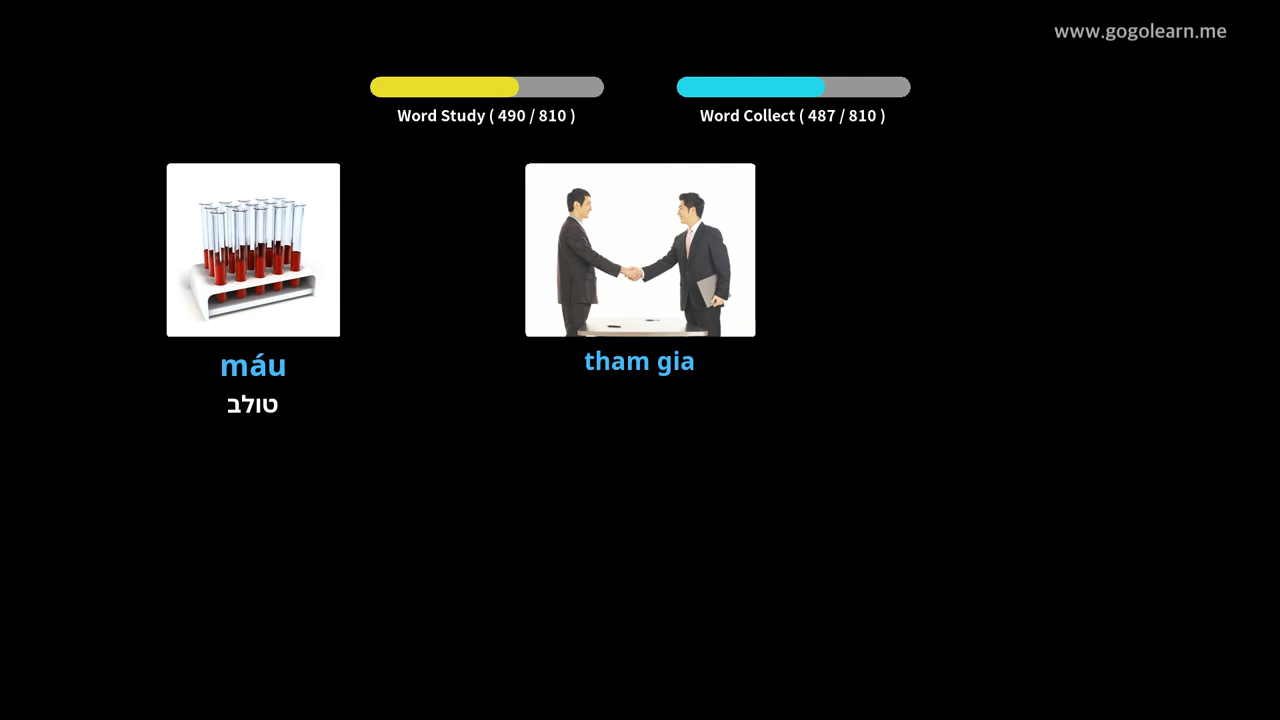 www.gogolearn.me
Word Study ( 490 / 810 )
Word Collect ( 487 / 810 )
máu
טולב
tham gia